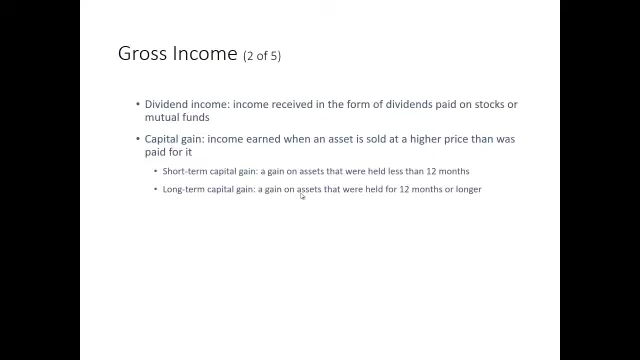 Gross Income (2 of 5)
• Dividend income: income received in the form of dividends paid on stocks or
mutual funds
• Capital gain: income earned when an asset is sold at a higher price than was
paid for it
• Short-term capital gain: a gain on assets that were held less than 12 months
• Long-term capital gain: a gain on assets that were held for 12 months or longer